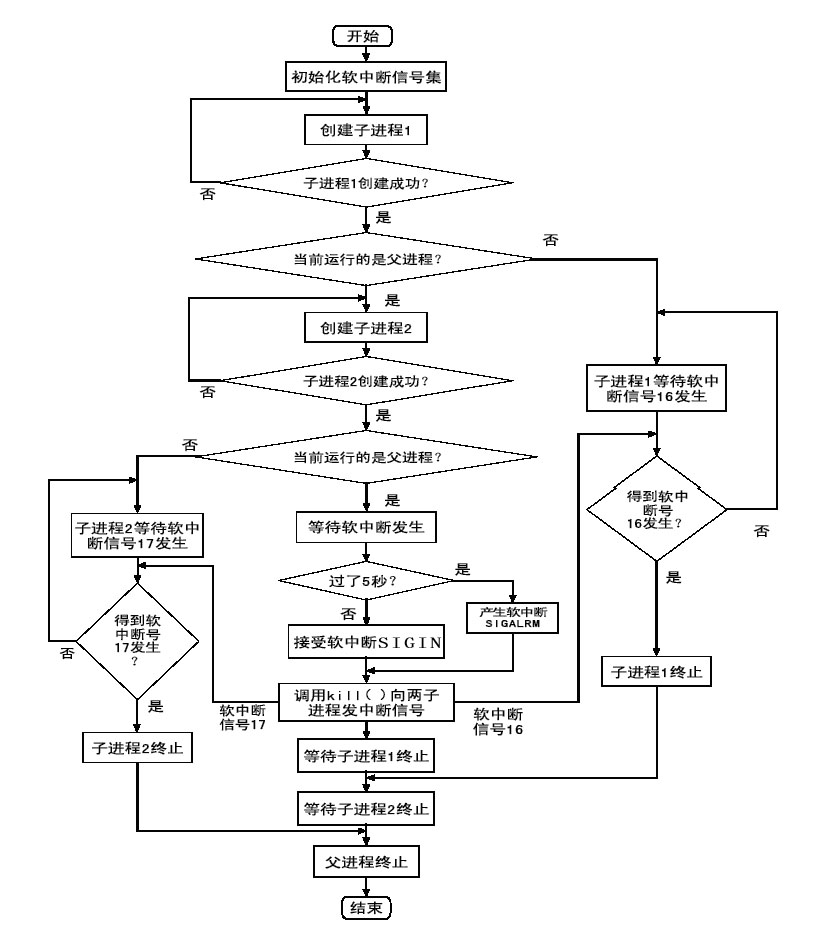 开始
初始化软中断信号集
创建子进程1
子进程1创建成功？
否
是
当前运行的是父进程？
否
是
创建子进程2
子进程2创建成功？
否
是
子进程1等待软中
断信号16发生
当前运行的是父进程？
否
是
得到软中
断号
16发生？
否
是
子进程2等待软中
断信号17发生
等待软中断发生
过了5秒？
是
否
产生软中断
SIGALRM
得到软
中断号
17发生
？
否
是
接受软中断SIGIN
子进程1终止
调用kill()向两子
进程发中断信号
软中断
信号17
软中断
信号16
子进程2终止
等待子进程1终止
等待子进程2终止
父进程终止
结束